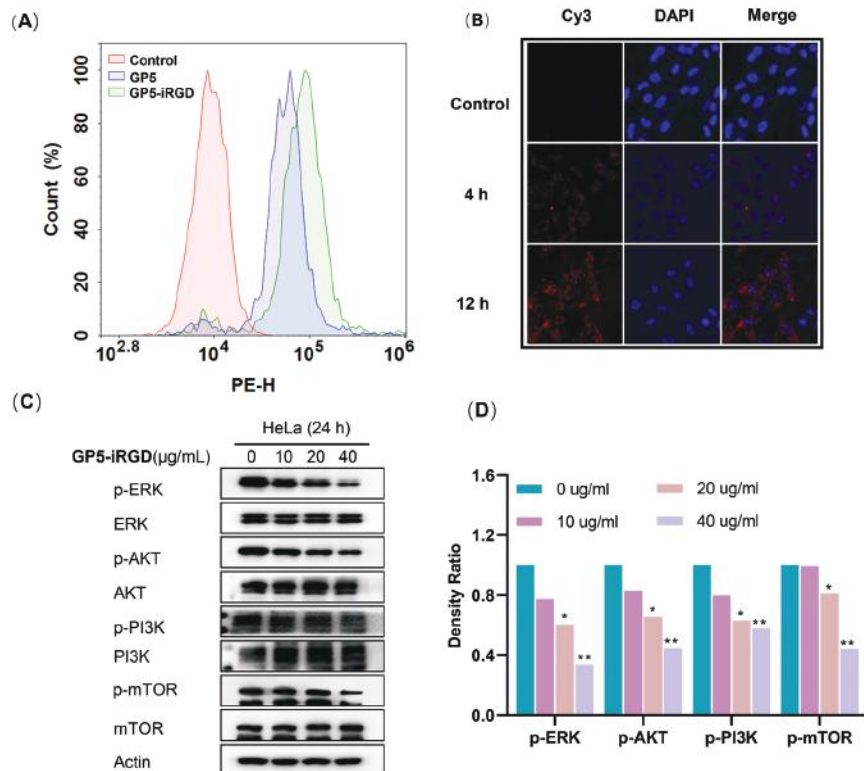 (A)
Control
GP5
GP5-iRGD
100
80
60
40
20
0
Count (%)
10^2.8 10^4 10^5 10^6
PE-H
(B)
Cy3 DAPI Merge
Control
4 h
12 h
(C)
HeLa (24 h)
GP5-iRGD(μg/mL) 0 10 20 40
p-ERK
ERK
p-AKT
AKT
p-PI3K
PI3K
p-mTOR
mTOR
Actin
(D)
1.6
1.2
0.8
0.4
0.0
Density Ratio
0 ug/ml 20 ug/ml
10 ug/ml 40 ug/ml
* ** * ** * ** * **
p-ERK p-AKT p-PI3K p-mTOR